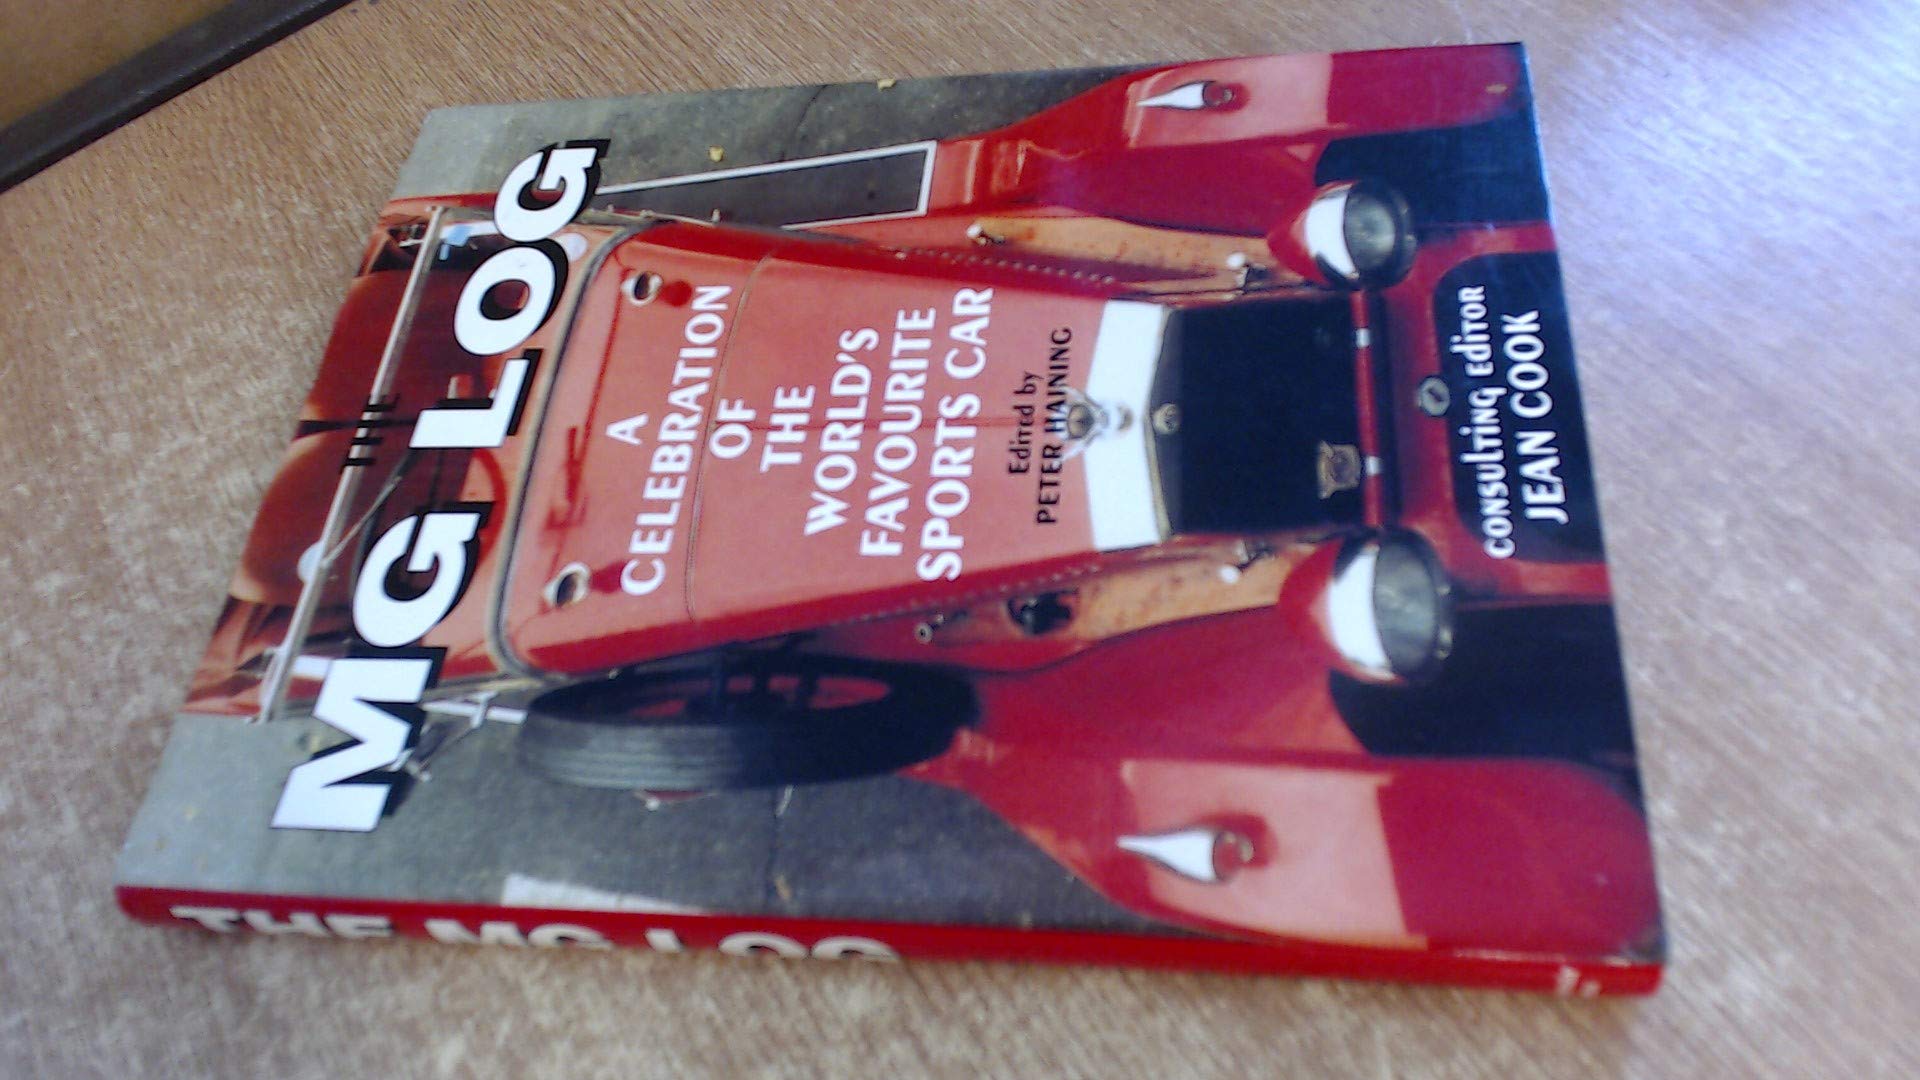 THE
MG LOG
A
CELEBRATION
OF
THE
WORLD'S
FAVOURITE
SPORTS CAR
Edited by
PETER HAINING
CONSULTING EDITOR
JEAN COOK
THE MG LOG